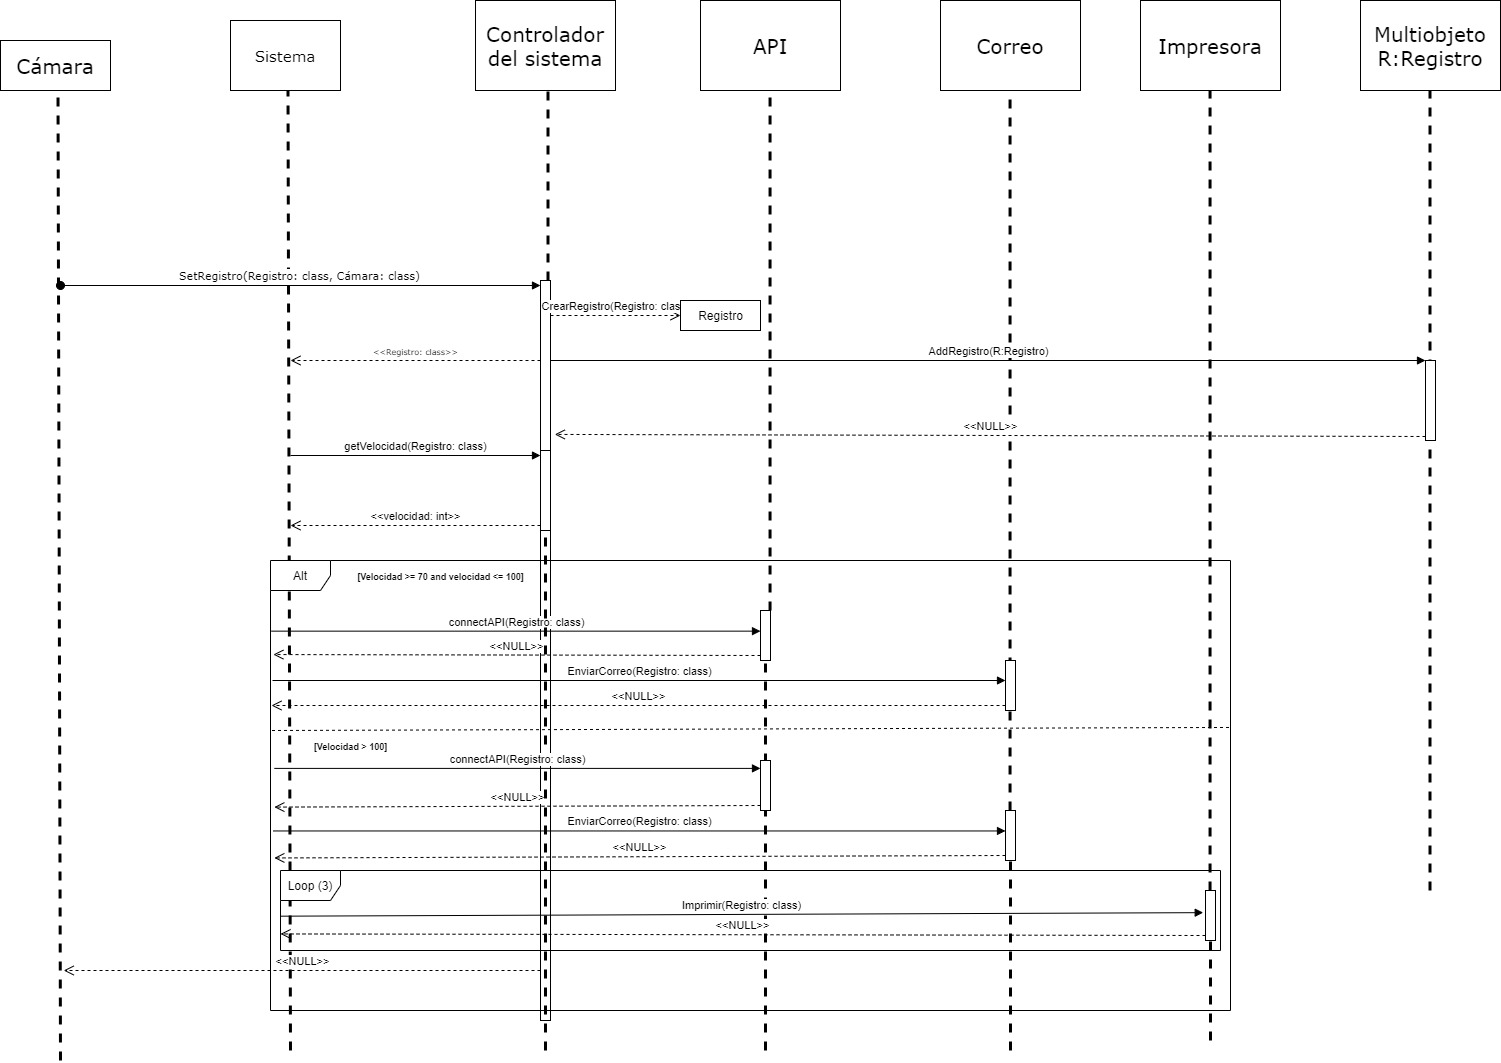 Cámara
Sistema
Controlador
del sistema
API
Correo
Impresora
Multiobjeto
R:Registro
SetRegistro(Registro: class, Cámara: class)
CrearRegistro(Registro: clas
Registro
<<Registro: class>>
AddRegistro(R:Registro)
<<NULL>>
getVelocidad(Registro: class)
<<velocidad: int>>
Alt
[Velocidad >= 70 and velocidad <= 100]
connectAPI(Registro: class)
<<NULL>>
EnviarCorreo(Registro: class)
<<NULL>>
[Velocidad > 100]
connectAPI(Registro: class)
<<NULL>>
EnviarCorreo(Registro: class)
<<NULL>>
Loop (3)
Imprimir(Registro: class)
<<NULL>>
<<NULL>>